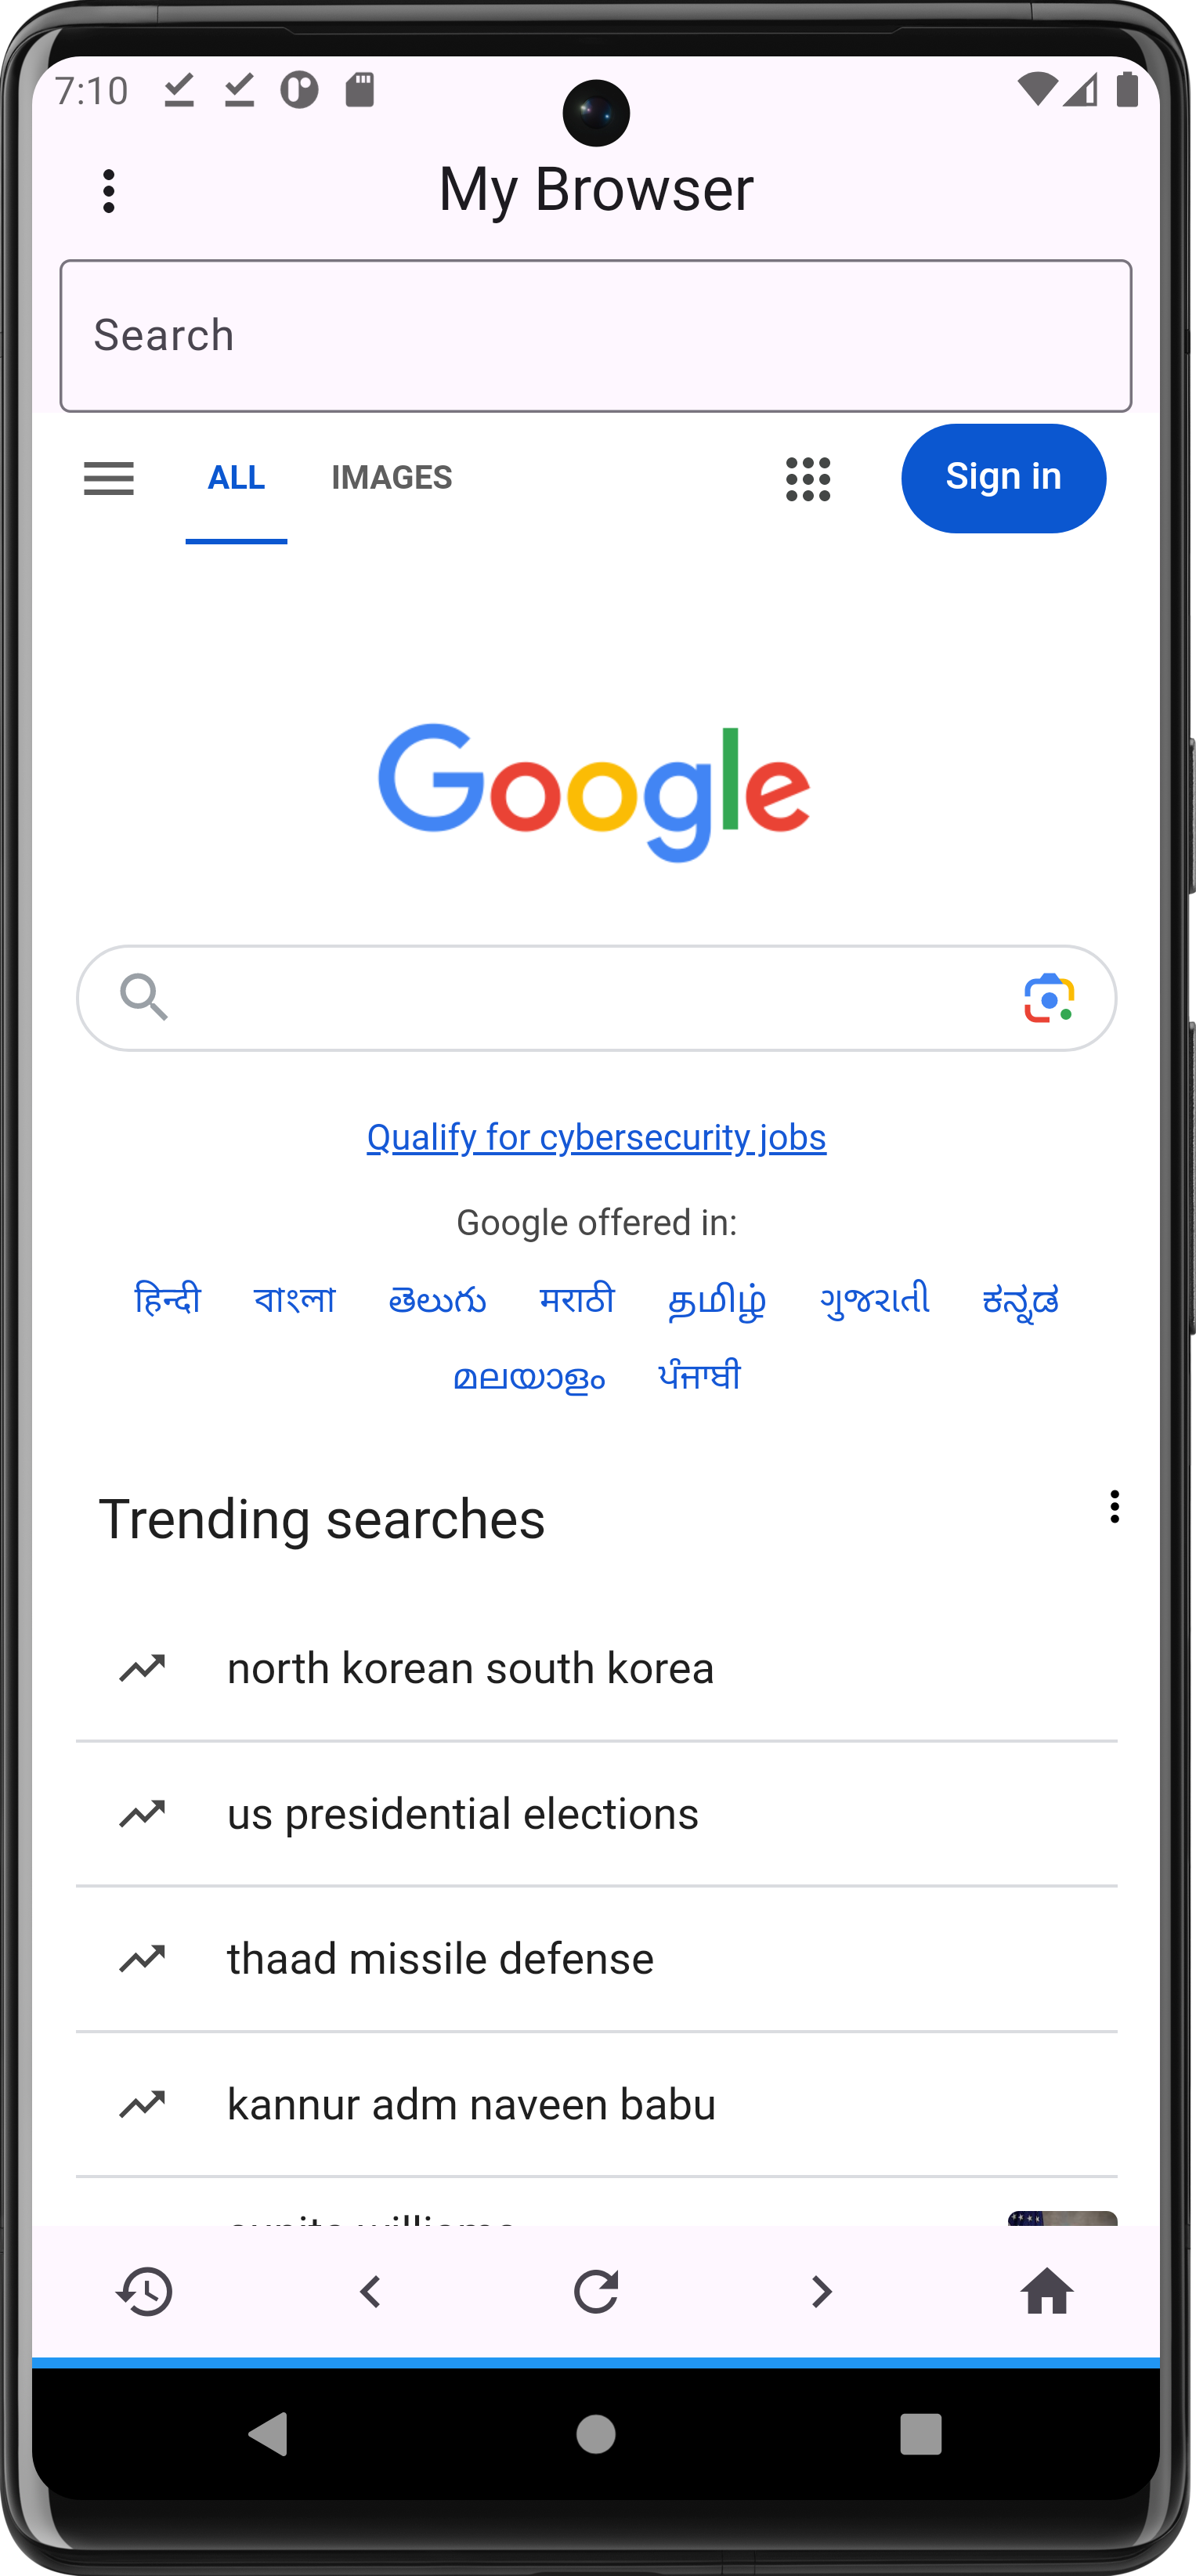 7:10
My Browser
Search
ALL IMAGES Sign in
Google
Qualify for cybersecurity jobs
Google offered in:
हिन्दी বাংলা తెలుగు मराठी தமிழ் ગુજરાતી ಕನ್ನಡ
മലയാളം ਪੰਜਾਬੀ
Trending searches
north korean south korea
us presidential elections
thaad missile defense
kannur adm naveen babu